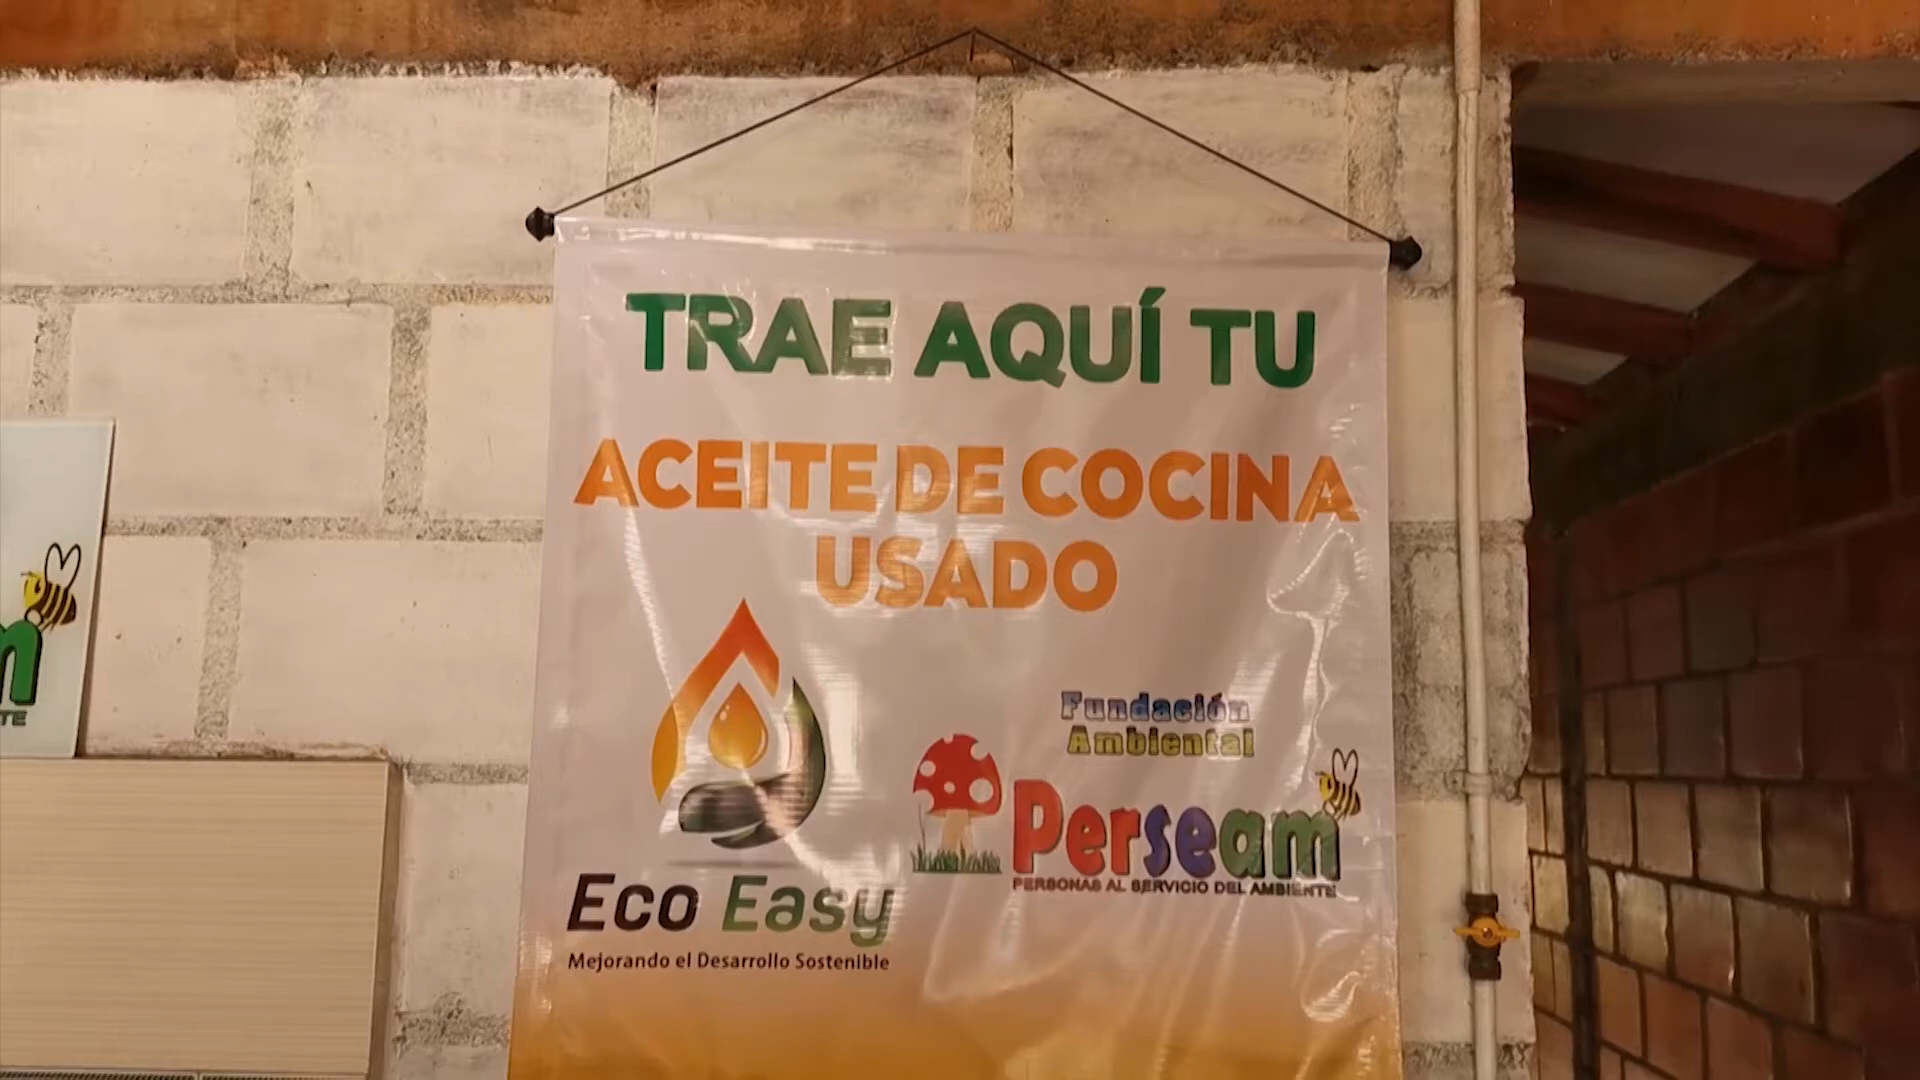 TRAE AQUÍ TU
ACEITE DE COCINA
USADO
Fundación
Ambiental
Perseam
PERSONAS AL SERVICIO DEL AMBIENTE
Eco Easy
Mejorando el Desarrollo Sostenible
m
TE